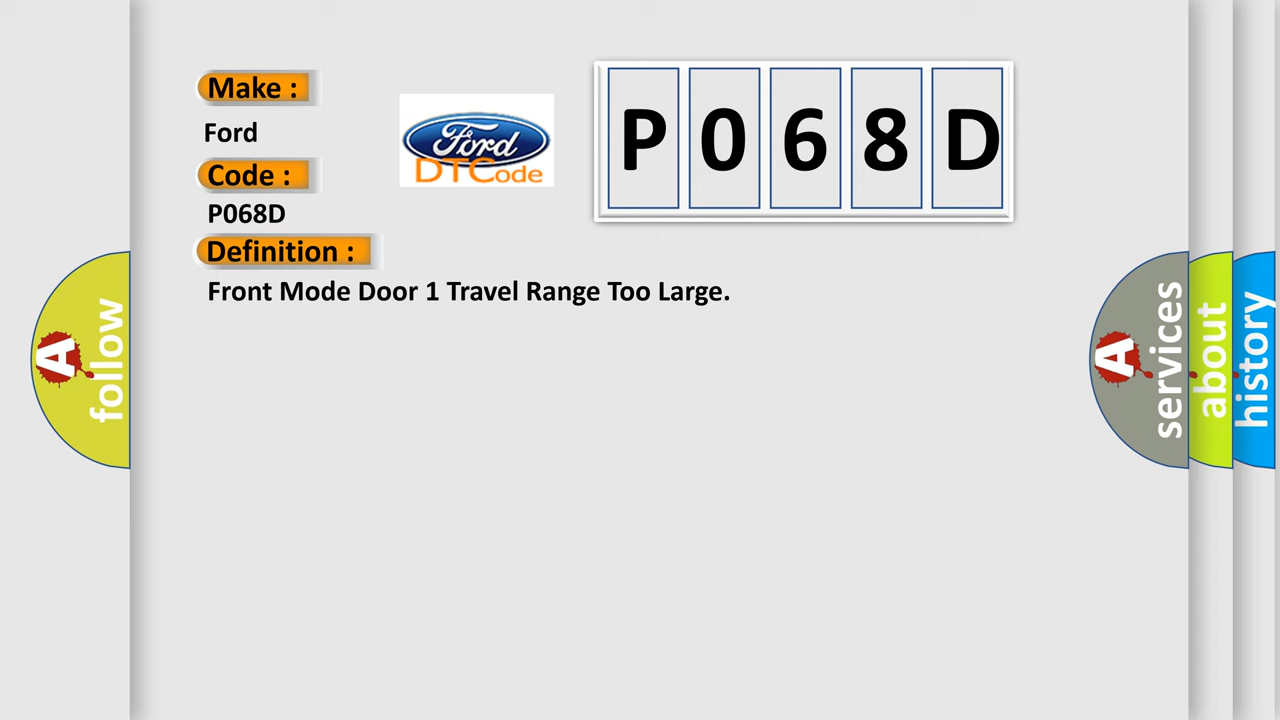 Make :
Ford
Code :
P068D
Definition :
Front Mode Door 1 Travel Range Too Large.
Ford
DTCode
P068D
A follow
A services
about
history